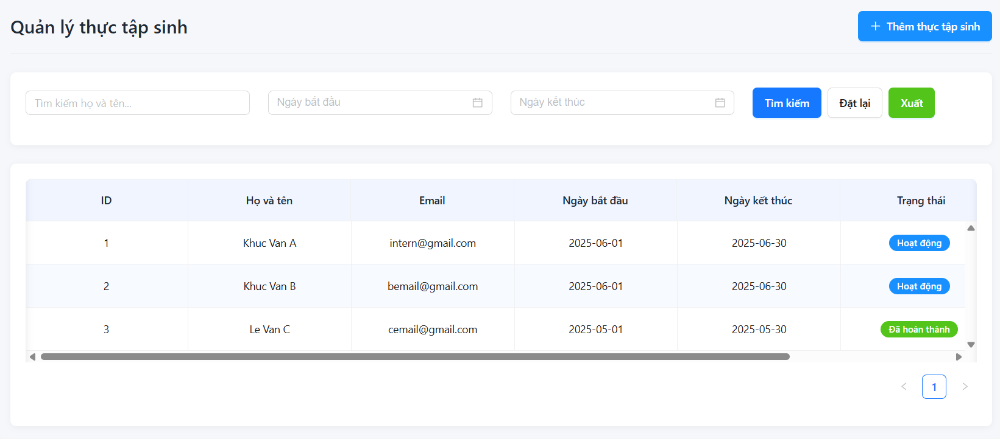 Quản lý thực tập sinh
Thêm thực tập sinh
Tìm kiếm họ và tên...
Ngày bắt đầu
Ngày kết thúc
Tìm kiếm
Đặt lại
Xuất
ID Họ và tên Email Ngày bắt đầu Ngày kết thúc Trạng thái
1 Khuc Van A intern@gmail.com 2025-06-01 2025-06-30 Hoạt động
2 Khuc Van B bemail@gmail.com 2025-06-01 2025-06-30 Hoạt động
3 Le Van C cemail@gmail.com 2025-05-01 2025-05-30 Đã hoàn thành
1